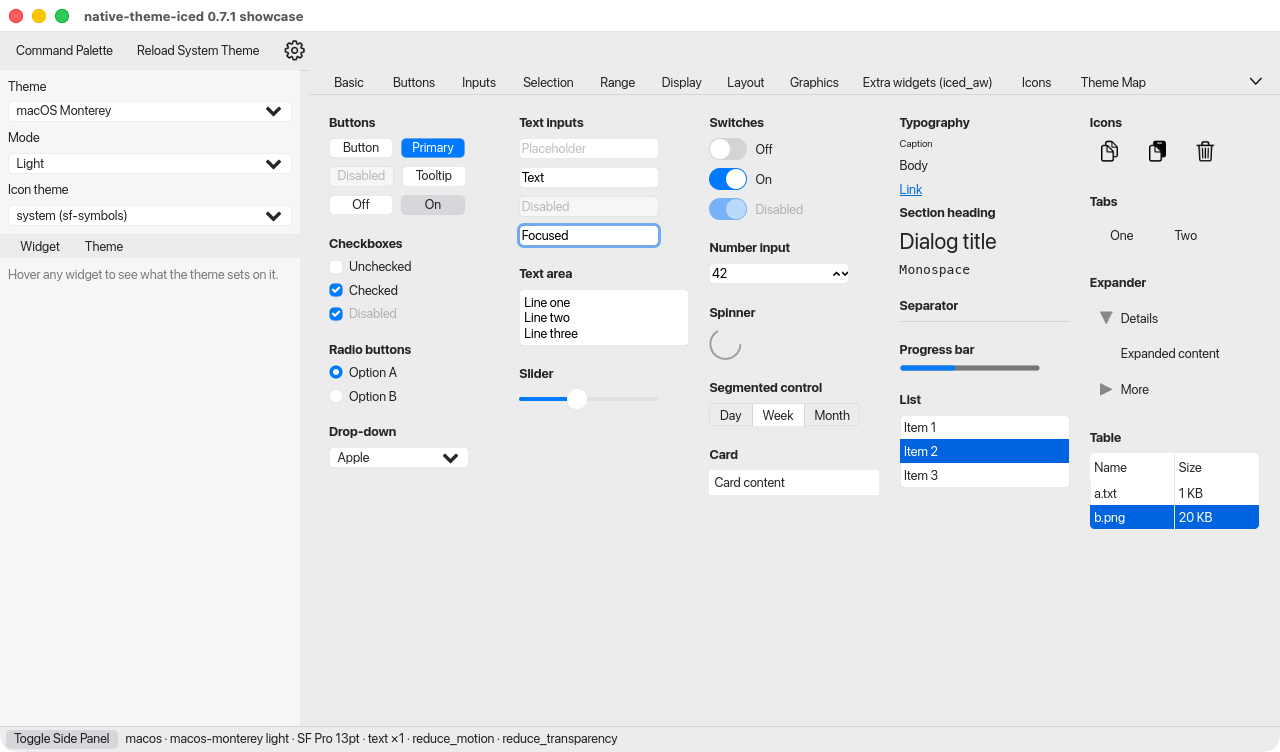 native-theme-iced 0.7.1 showcase
Command Palette
Reload System Theme
Theme
macOS Monterey
Mode
Light
Icon theme
system (sf-symbols)
Widget
Theme
Hover any widget to see what the theme sets on it.
Basic
Buttons
Inputs
Selection
Range
Display
Layout
Graphics
Extra widgets (iced_aw)
Icons
Theme Map
Buttons
Button
Primary
Disabled
Tooltip
Off
On
Checkboxes
Unchecked
Checked
Disabled
Radio buttons
Option A
Option B
Drop-down
Apple
Text inputs
Placeholder
Text
Disabled
Focused
Text area
Line one
Line two
Line three
Slider
Switches
Off
On
Disabled
Number input
42
Spinner
Segmented control
Day
Week
Month
Card
Card content
Typography
Caption
Body
Link
Section heading
Dialog title
Monospace
Separator
Progress bar
List
Item 1
Item 2
Item 3
Icons
Tabs
One
Two
Expander
Details
Expanded content
More
Table
Name Size
a.txt 1 KB
b.png 20 KB
Toggle Side Panel
macos · macos-monterey light · SF Pro 13pt · text ×1 · reduce_motion · reduce_transparency